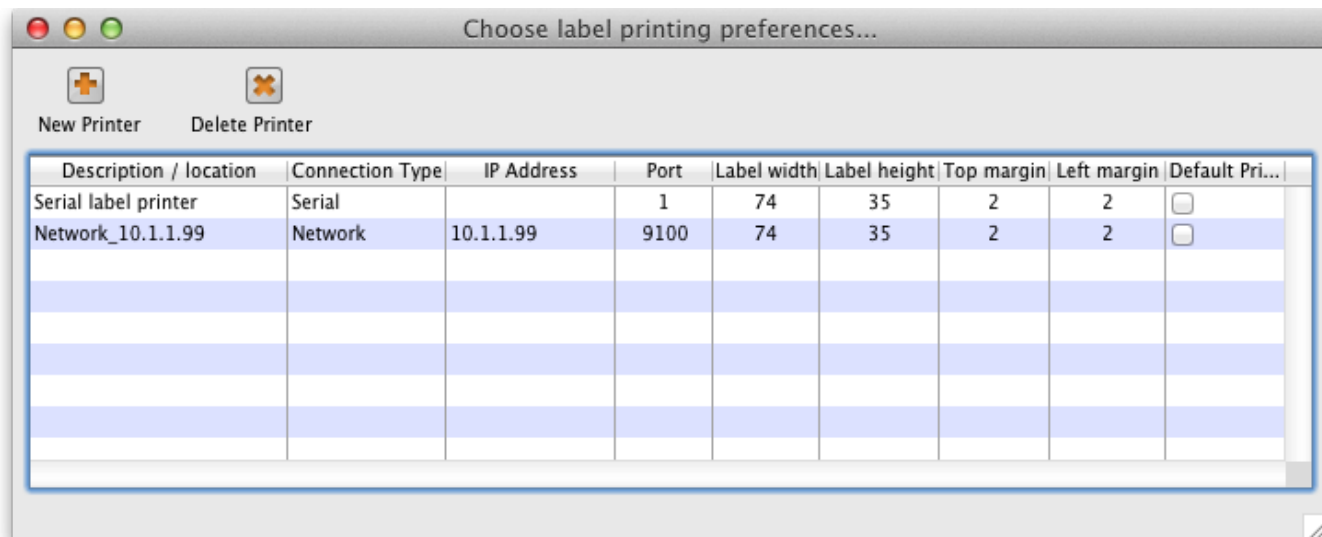 Choose label printing preferences...
New Printer Delete Printer
Description / location Connection Type IP Address Port Label width Label height Top margin Left margin Default Pri...
Serial label printer Serial 1 74 35 2 2
Network_10.1.1.99 Network 10.1.1.99 9100 74 35 2 2